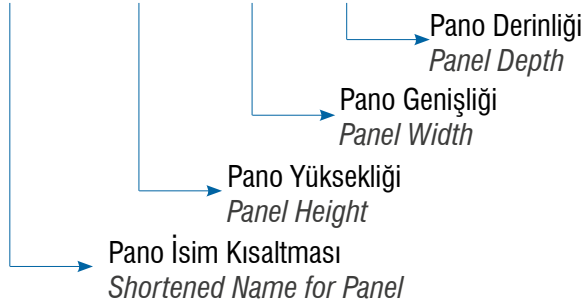 Pano Derinliği
Panel Depth
Pano Genişliği
Panel Width
Pano Yüksekliği
Panel Height
Pano İsim Kısaltması
Shortened Name for Panel